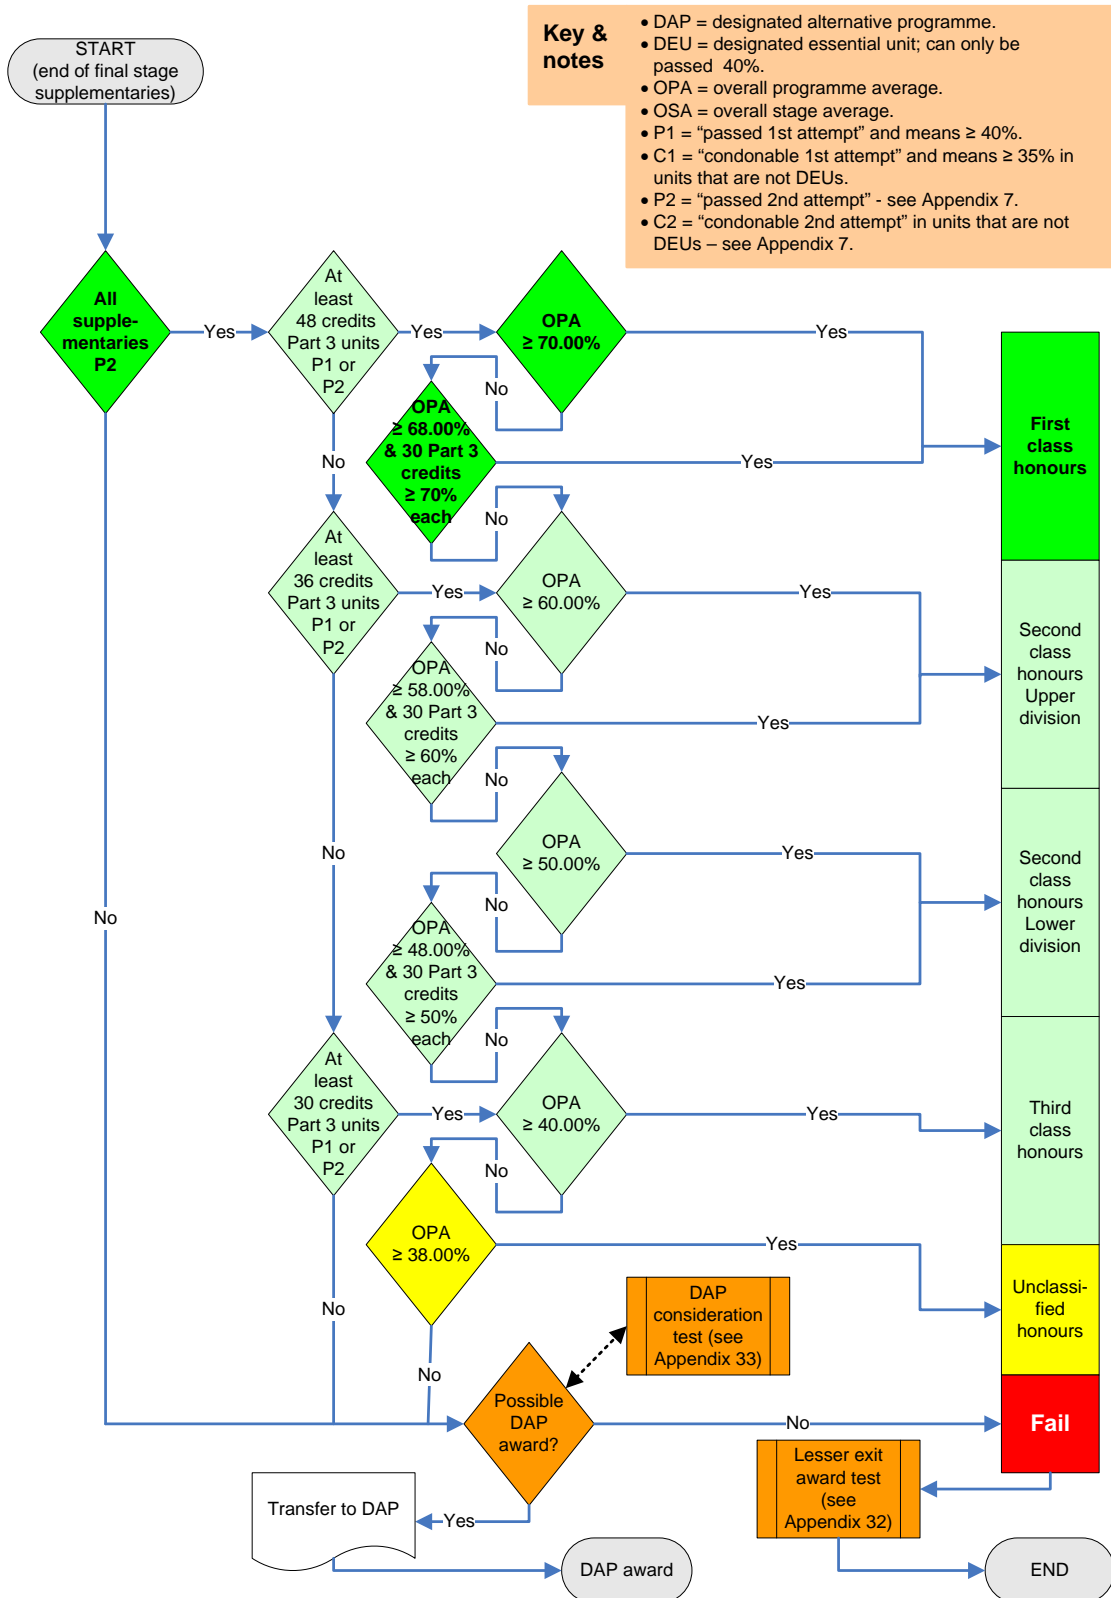 Key &
notes
• DAP = designated alternative programme.
• DEU = designated essential unit; can only be
passed  40%.
• OPA = overall programme average.
• OSA = overall stage average.
• P1 = “passed 1st attempt” and means ≥ 40%.
• C1 = “condonable 1st attempt” and means ≥ 35% in
units that are not DEUs.
• P2 = “passed 2nd attempt” - see Appendix 7.
• C2 = “condonable 2nd attempt” in units that are not
DEUs – see Appendix 7.
START
(end of final stage
supplementaries)
All
supple-
mentaries
P2
Yes
At
least
48 credits
Part 3 units
P1 or
P2
Yes
OPA
≥ 70.00%
Yes
No
OPA
≥ 68.00%
& 30 Part 3
credits
≥ 70%
each
Yes
First
class
honours
No
No
At
least
36 credits
Part 3 units
P1 or
P2
Yes
OPA
≥ 60.00%
Yes
No
OPA
≥ 58.00%
& 30 Part 3
credits
≥ 60%
each
Yes
Second
class
honours
Upper
division
No
OPA
≥ 50.00%
Yes
No
No
No
OPA
≥ 48.00%
& 30 Part 3
credits
≥ 50%
each
Yes
Second
class
honours
Lower
division
No
At
least
30 credits
Part 3 units
P1 or
P2
Yes
OPA
≥ 40.00%
Yes
Third
class
honours
No
OPA
≥ 38.00%
Yes
Unclassi-
fied
honours
No
No
DAP
consideration
test (see
Appendix 33)
Possible
DAP
award?
No
Fail
Lesser exit
award test
(see
Appendix 32)
Yes
Transfer to DAP
DAP award
END